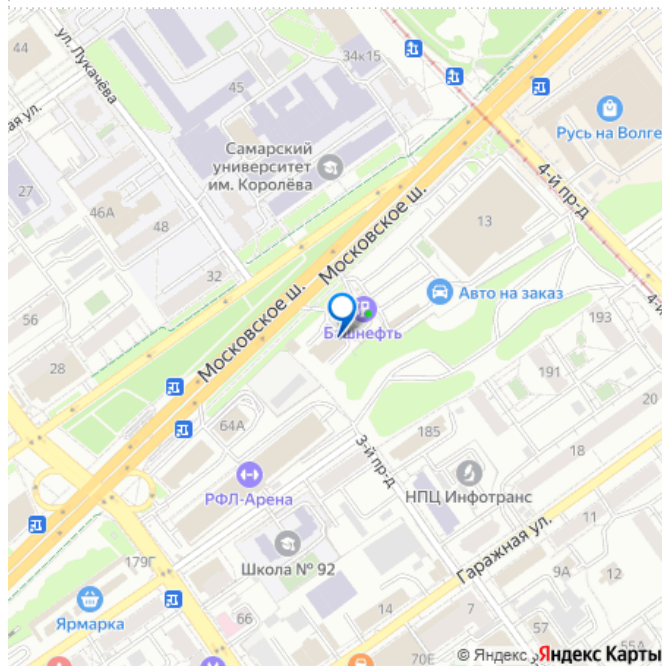 44
ул. Лукачёва
34к15
45
ая ул.
Русь на Волге
Самарский
университет
им. Королёва
4-й пр-д
27
46А
48
13
Московское ш.
32
4-й пр-д
Авто на заказ
56
Башнефть
193
Московское ш.
28
191
20
64А
185
18
3-й пр-д
РФЛ-Арена
НПЦ Инфотранс
11
Гаражная ул.
Школа № 92
179Г
9А
12
Ярмарка
14
7
66
57
55А
70Е
© Яндекс
Яндекс Карты